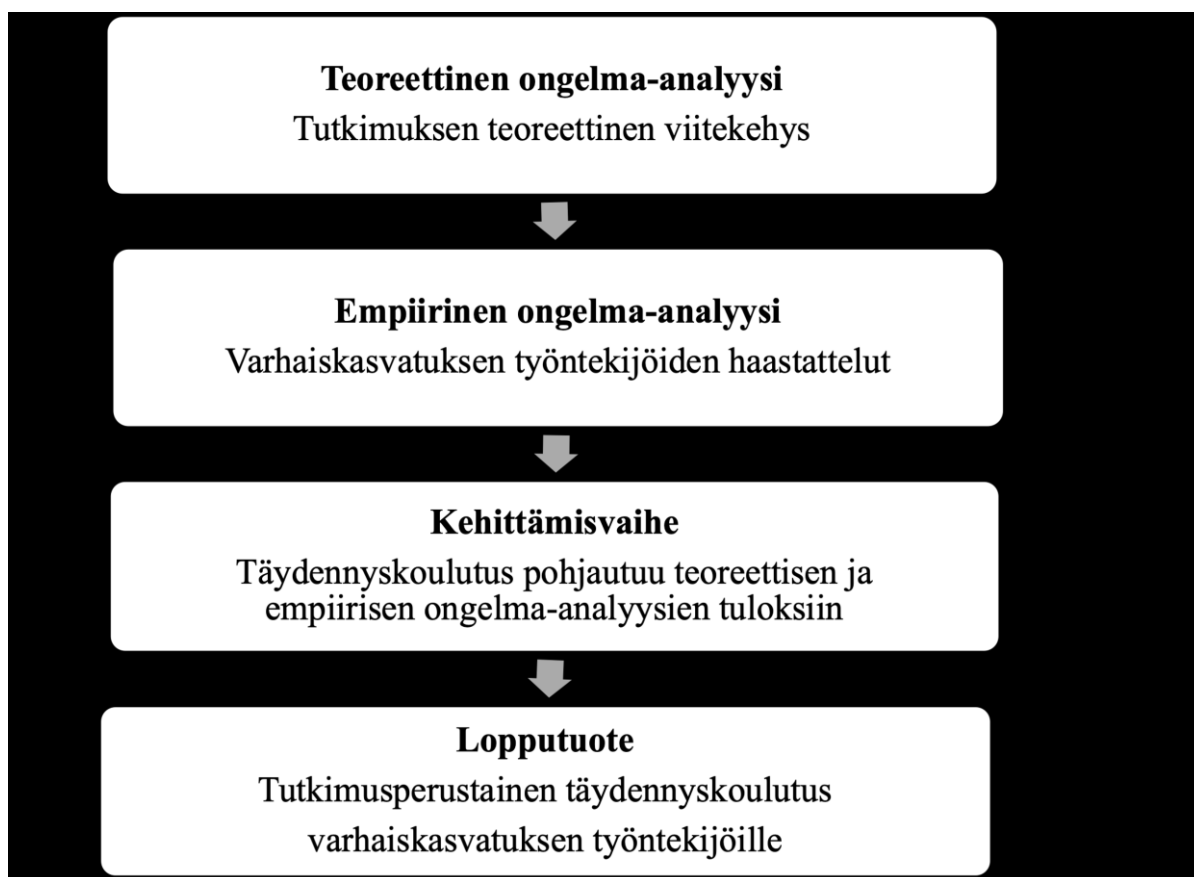 Teoreettinen ongelma-analyysi
Tutkimuksen teoreettinen viitekehys
Empiirinen ongelma-analyysi
Varhaiskasvatuksen työntekijöiden haastattelut
Kehittämisvaihe
Täydennyskoulutus pohjautuu teoreettisen ja
empiirisen ongelma-analyysien tuloksiin
Lopputuote
Tutkimusperustainen täydennyskoulutus
varhaiskasvatuksen työntekijöille